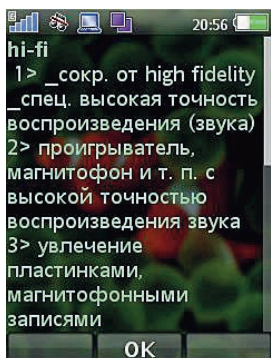 20:56
hi-fi
1> _сокр. от high fidelity
_спец. высокая точность
воспроизведения (звука)
2> проигрыватель,
магнитофон и т. п. с
высокой точностью
воспроизведения звука
3> увлечение
пластинками,
магнитофонными
записями
OK